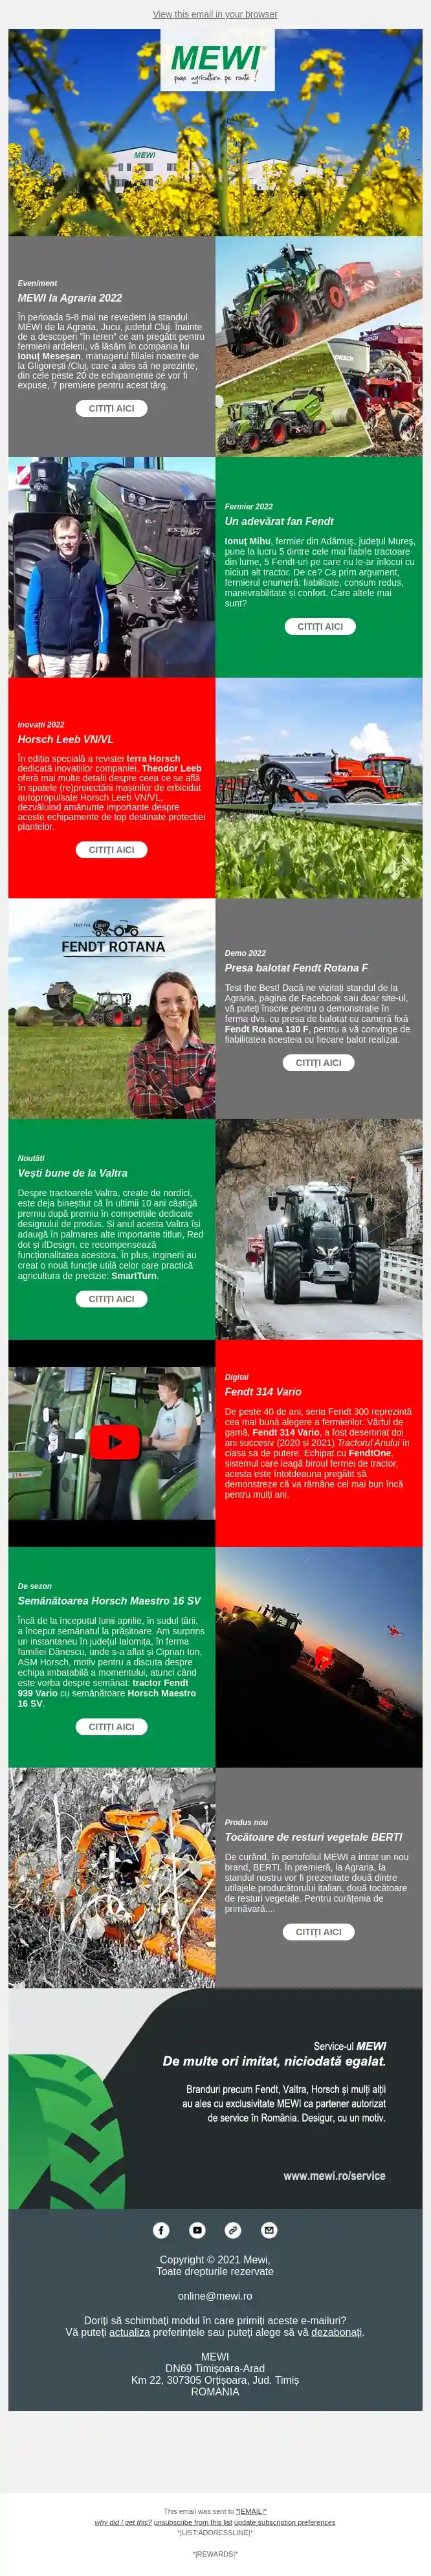 View this email in your browser
MEWI®
pune agricultura pe roate!
MEWI
Eveniment
MEWI la Agraria 2022
În perioada 5-8 mai ne revedem la standul
MEWI de la Agraria, Jucu, județul Cluj. Înainte
de a descoperi "în teren" ce am pregătit pentru
fermierii ardeleni, vă lăsăm în compania lui
Ionuț Meseșan, managerul filialei noastre de
la Gligorești /Cluj, care a ales să ne prezinte,
din cele peste 20 de echipamente ce vor fi
expuse, 7 premiere pentru acest târg.
CITIȚI AICI
HORSCH
Fermier 2022
Un adevărat fan Fendt
Ionuț Mihu, fermier din Adămuş, județul Mureş,
pune la lucru 5 dintre cele mai fiabile tractoare
din lume, 5 Fendt-uri pe care nu le-ar înlocui cu
niciun alt tractor. De ce? Ca prim argument,
fermierul enumeră: fiabilitate, consum redus,
manevrabilitate și confort. Care altele mai
sunt?
CITIȚI AICI
Inovații 2022
Horsch Leeb VN/VL
În ediția specială a revistei terra Horsch
dedicată inovațiilor companiei, Theodor Leeb
oferă mai multe detalii despre ceea ce se află
în spatele (re)proiectării mașinilor de erbicidat
autopropulsate Horsch Leeb VN/VL,
dezvăluind amănunte importante despre
aceste echipamente de top destinate protecției
plantelor.
CITIȚI AICI
FENDT ROTANA
Demo 2022
Presa balotat Fendt Rotana F
Test the Best! Dacă ne vizitați standul de la
Agraria, pagina de Facebook sau doar site-ul,
vă puteți înscrie pentru o demonstrație în
ferma dvs. cu presa de balotat cu cameră fixă
Fendt Rotana 130 F, pentru a vă convinge de
fiabilitatea acesteia cu fiecare balot realizat.
CITIȚI AICI
Noutăți
Vești bune de la Valtra
Despre tractoarele Valtra, create de nordici,
este deja bineștiut că în ultimii 10 ani câștigă
premiu după premiu în competițiile dedicate
designului de produs. Și anul acesta Valtra își
adaugă în palmares alte importante titluri, Red
dot și ifDesign, ce recompensează
funcționalitatea acestora. În plus, inginerii au
creat o nouă funcție utilă celor care practică
agricultura de precizie: SmartTurn.
CITIȚI AICI
Digital
Fendt 314 Vario
De peste 40 de ani, seria Fendt 300 reprezintă
cea mai bună alegere a fermierilor. Vârful de
gamă, Fendt 314 Vario, a fost desemnat doi
ani succesiv (2020 și 2021) Tractorul Anului în
clasa sa de putere. Echipat cu FendtOne,
sistemul care leagă biroul fermei de tractor,
acesta este întotdeauna pregătit să
demonstreze că va rămâne cel mai bun încă
pentru mulți ani.
De sezon
Semănătoarea Horsch Maestro 16 SV
Încă de la începutul lunii aprilie, în sudul țării,
a început semănatul la prășitoare. Am surprins
un instantaneu în județul Ialomița, în ferma
familiei Dănescu, unde s-a aflat și Ciprian Ion,
ASM Horsch, motiv pentru a discuta despre
echipa imbatabilă a momentului, atunci când
este vorba despre semănat: tractor Fendt
939 Vario cu semănătoare Horsch Maestro
16 SV.
CITIȚI AICI
Produs nou
Tocătoare de resturi vegetale BERTI
De curând, în portofoliul MEWI a intrat un nou
brand, BERTI. În premieră, la Agraria, la
standul nostru vor fi prezentate două dintre
utilajele producătorului italian, două tocătoare
de resturi vegetale. Pentru curățenia de
primăvară....
CITIȚI AICI
Service-ul MEWI
De multe ori imitat, niciodată egalat.
Branduri precum Fendt, Valtra, Horsch și mulți alții
au ales cu exclusivitate MEWI ca partener autorizat
de service în România. Desigur, cu un motiv.
www.mewi.ro/service
Copyright © 2021 Mewi,
Toate drepturile rezervate
online@mewi.ro
Doriți să schimbați modul în care primiți aceste e-mailuri?
Vă puteți actualiza preferințele sau puteți alege să vă dezabonați.
MEWI
DN69 Timișoara-Arad
Km 22, 307305 Orțișoara, Jud. Timiș
ROMANIA
This email was sent to *|EMAIL|*
why did I get this? unsubscribe from this list update subscription preferences
*|LIST:ADDRESSLINE|*
*|REWARDS|*